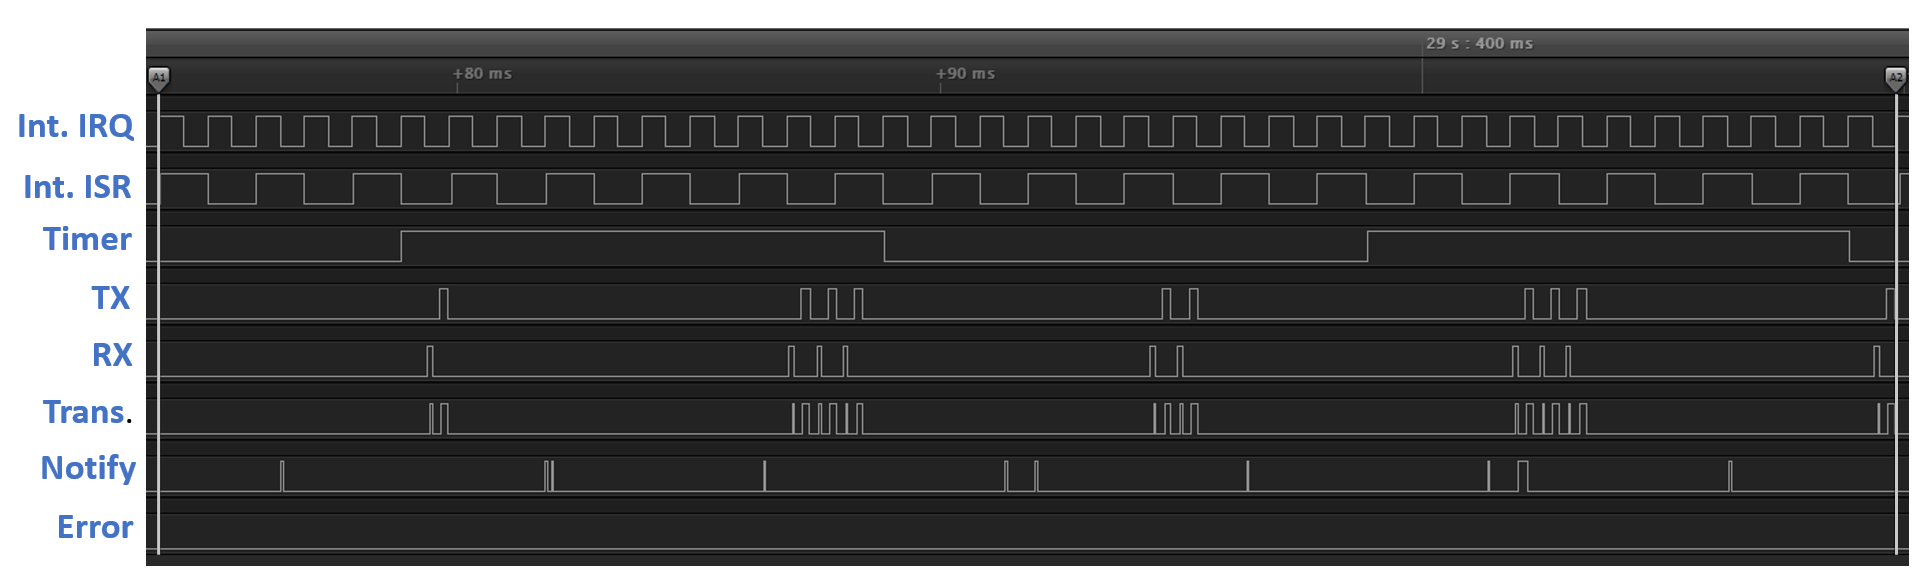 29 s : 400 ms
+80 ms
+90 ms
A1
A2
Int. IRQ
Int. ISR
Timer
TX
RX
Trans.
Notify
Error